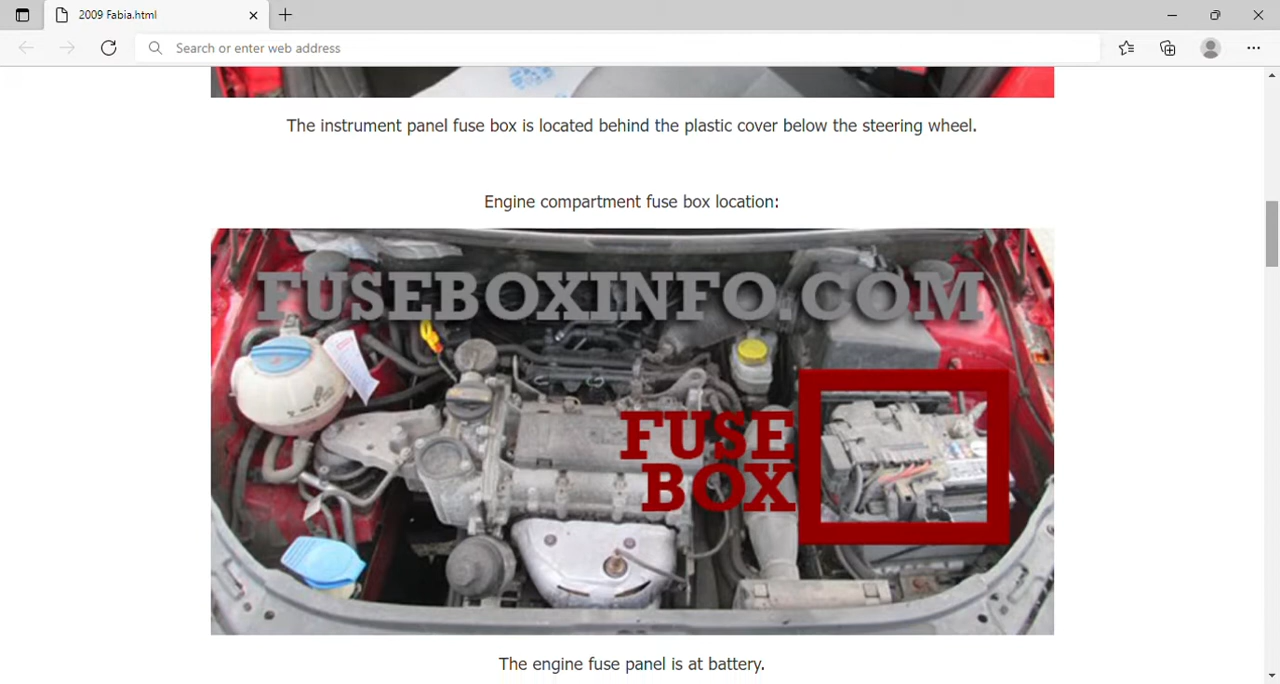 2009 Fabia.html
Search or enter web address
The instrument panel fuse box is located behind the plastic cover below the steering wheel.
Engine compartment fuse box location:
FUSEBOXINFO.COM
FUSE
BOX
The engine fuse panel is at battery.